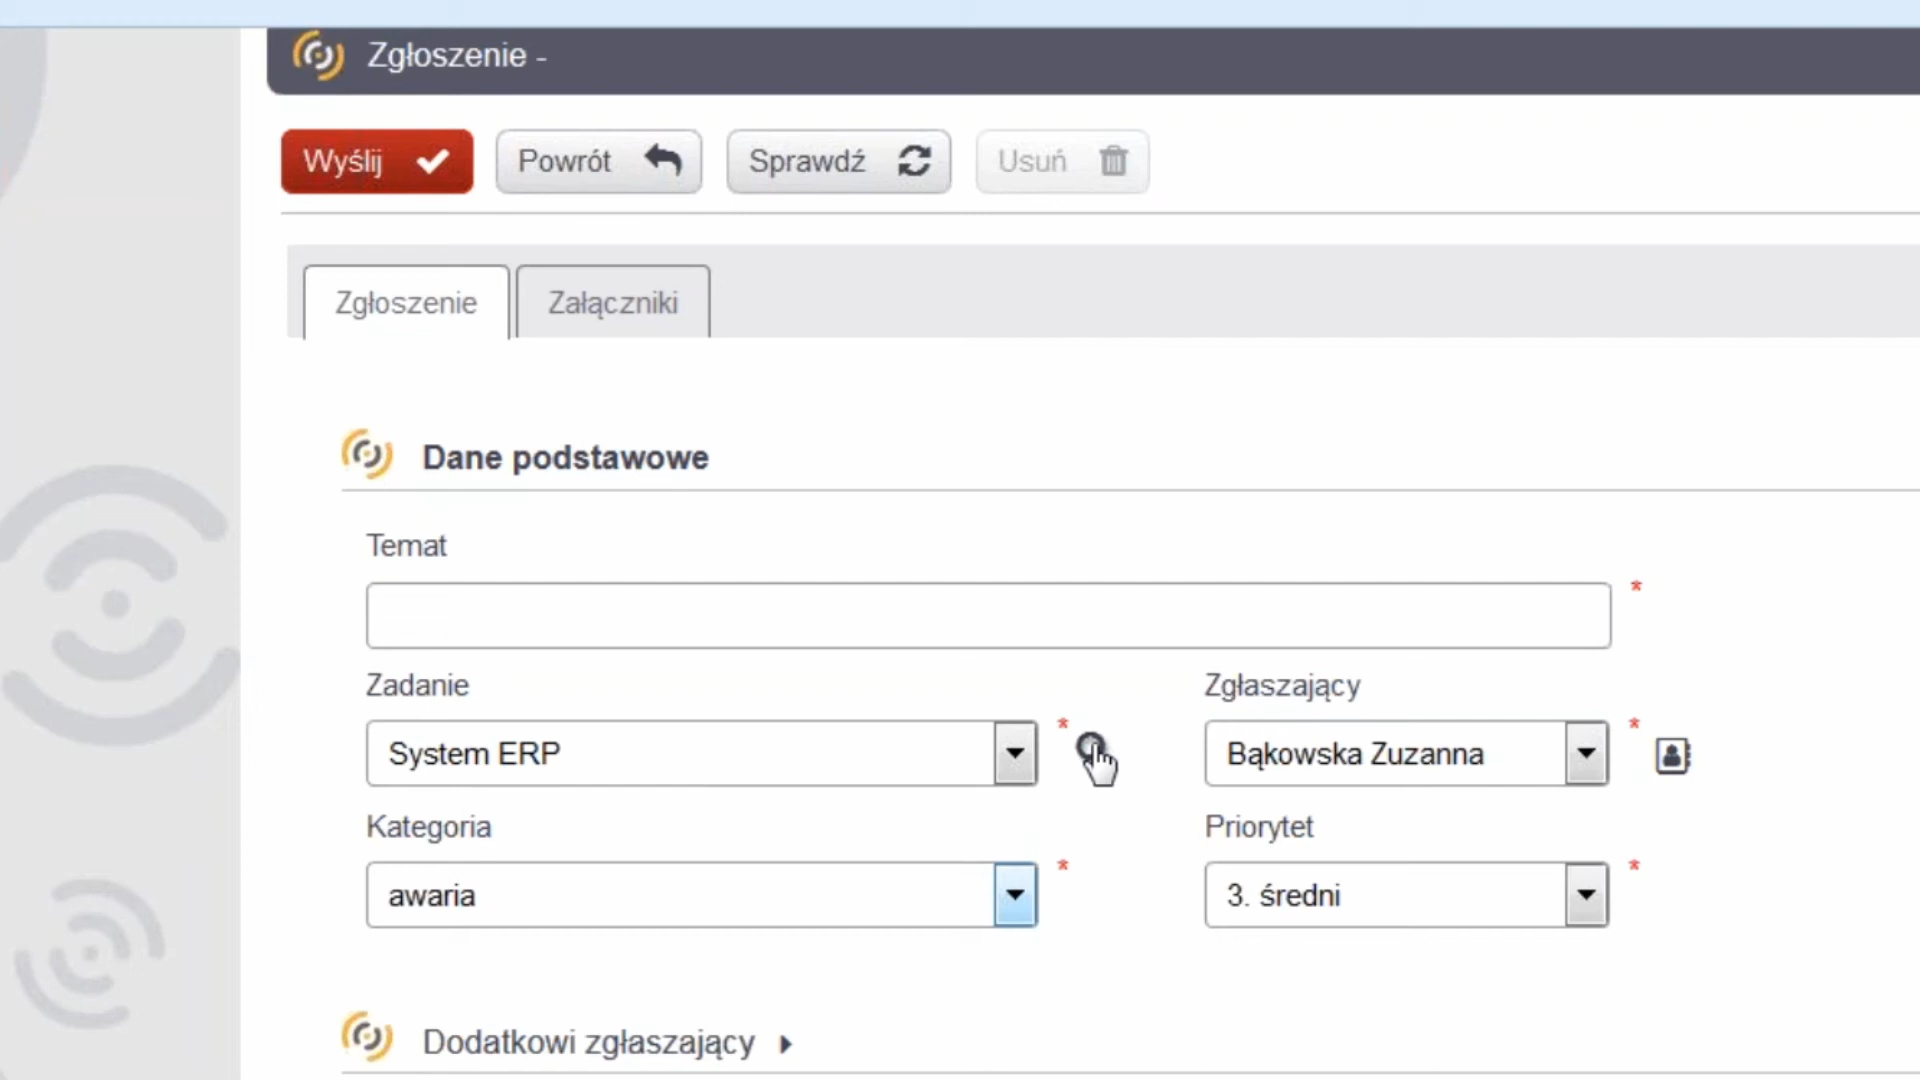 Zgłoszenie -
Wyślij Powrót Sprawdź Usuń
Zgłoszenie Załączniki
Dane podstawowe
Temat
*
Zadanie Zgłaszający
System ERP * Bąkowska Zuzanna *
Kategoria Priorytet
awaria * 3. średni *
Dodatkowi zgłaszający